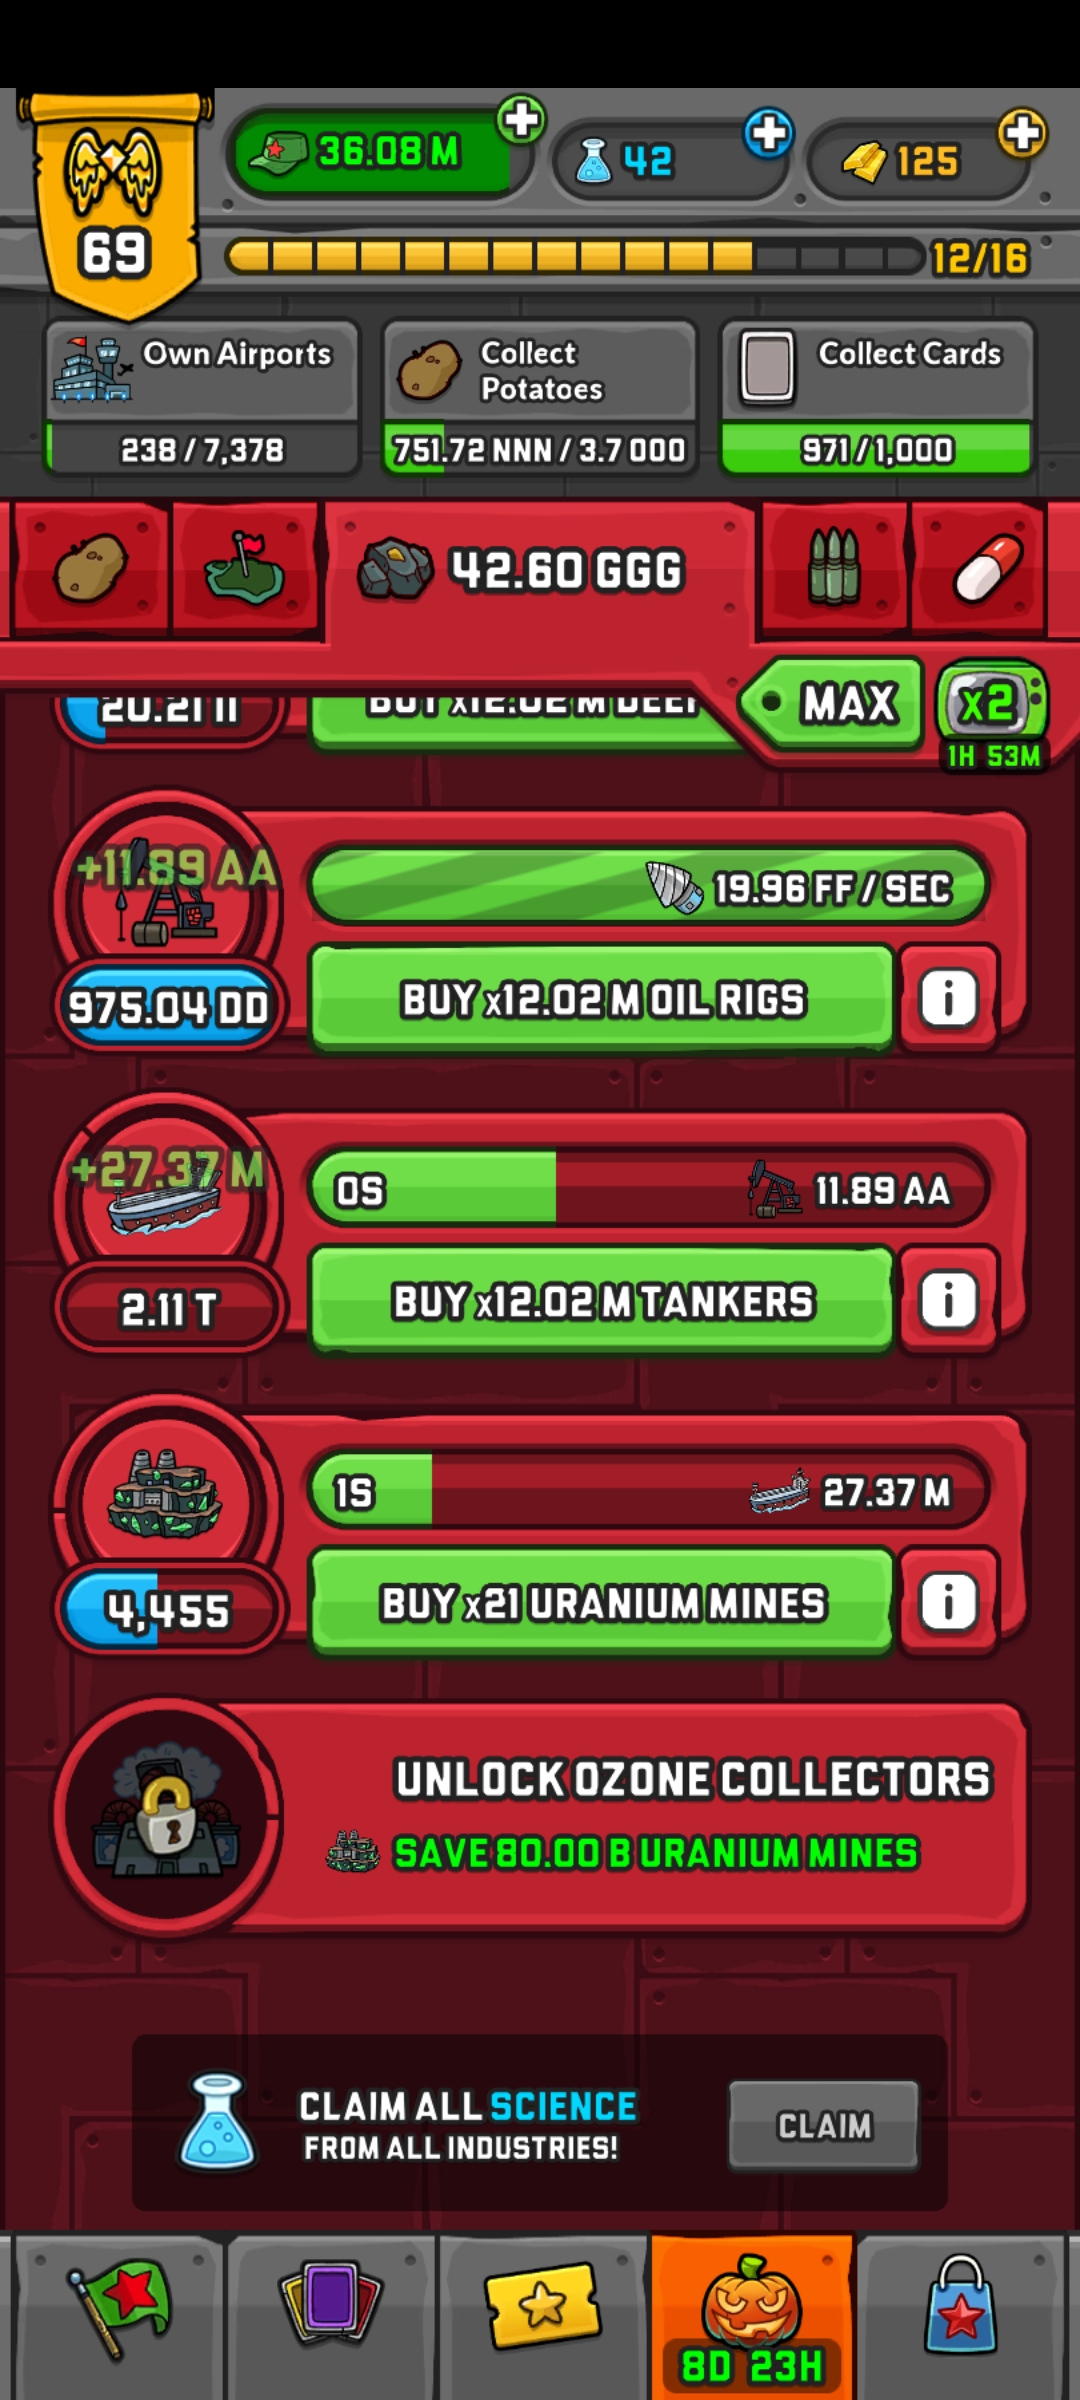 69
36.08 M
42
125
12/16
Own Airports
238 / 7,378
Collect
Potatoes
751.72 NNN / 3.7 OOO
Collect Cards
971 / 1,000
42.60 GGG
MAX
x2
1H 53M
BUY x12.02 M
+11.89 AA
19.96 FF / SEC
975.04 DD
BUY x12.02 M OIL RIGS
i
+27.37 M
0S
11.89 AA
2.11 T
BUY x12.02 M TANKERS
i
1S
27.37 M
4,455
BUY x21 URANIUM MINES
i
UNLOCK OZONE COLLECTORS
SAVE 80.00 B URANIUM MINES
CLAIM ALL SCIENCE
FROM ALL INDUSTRIES!
CLAIM
8D 23H